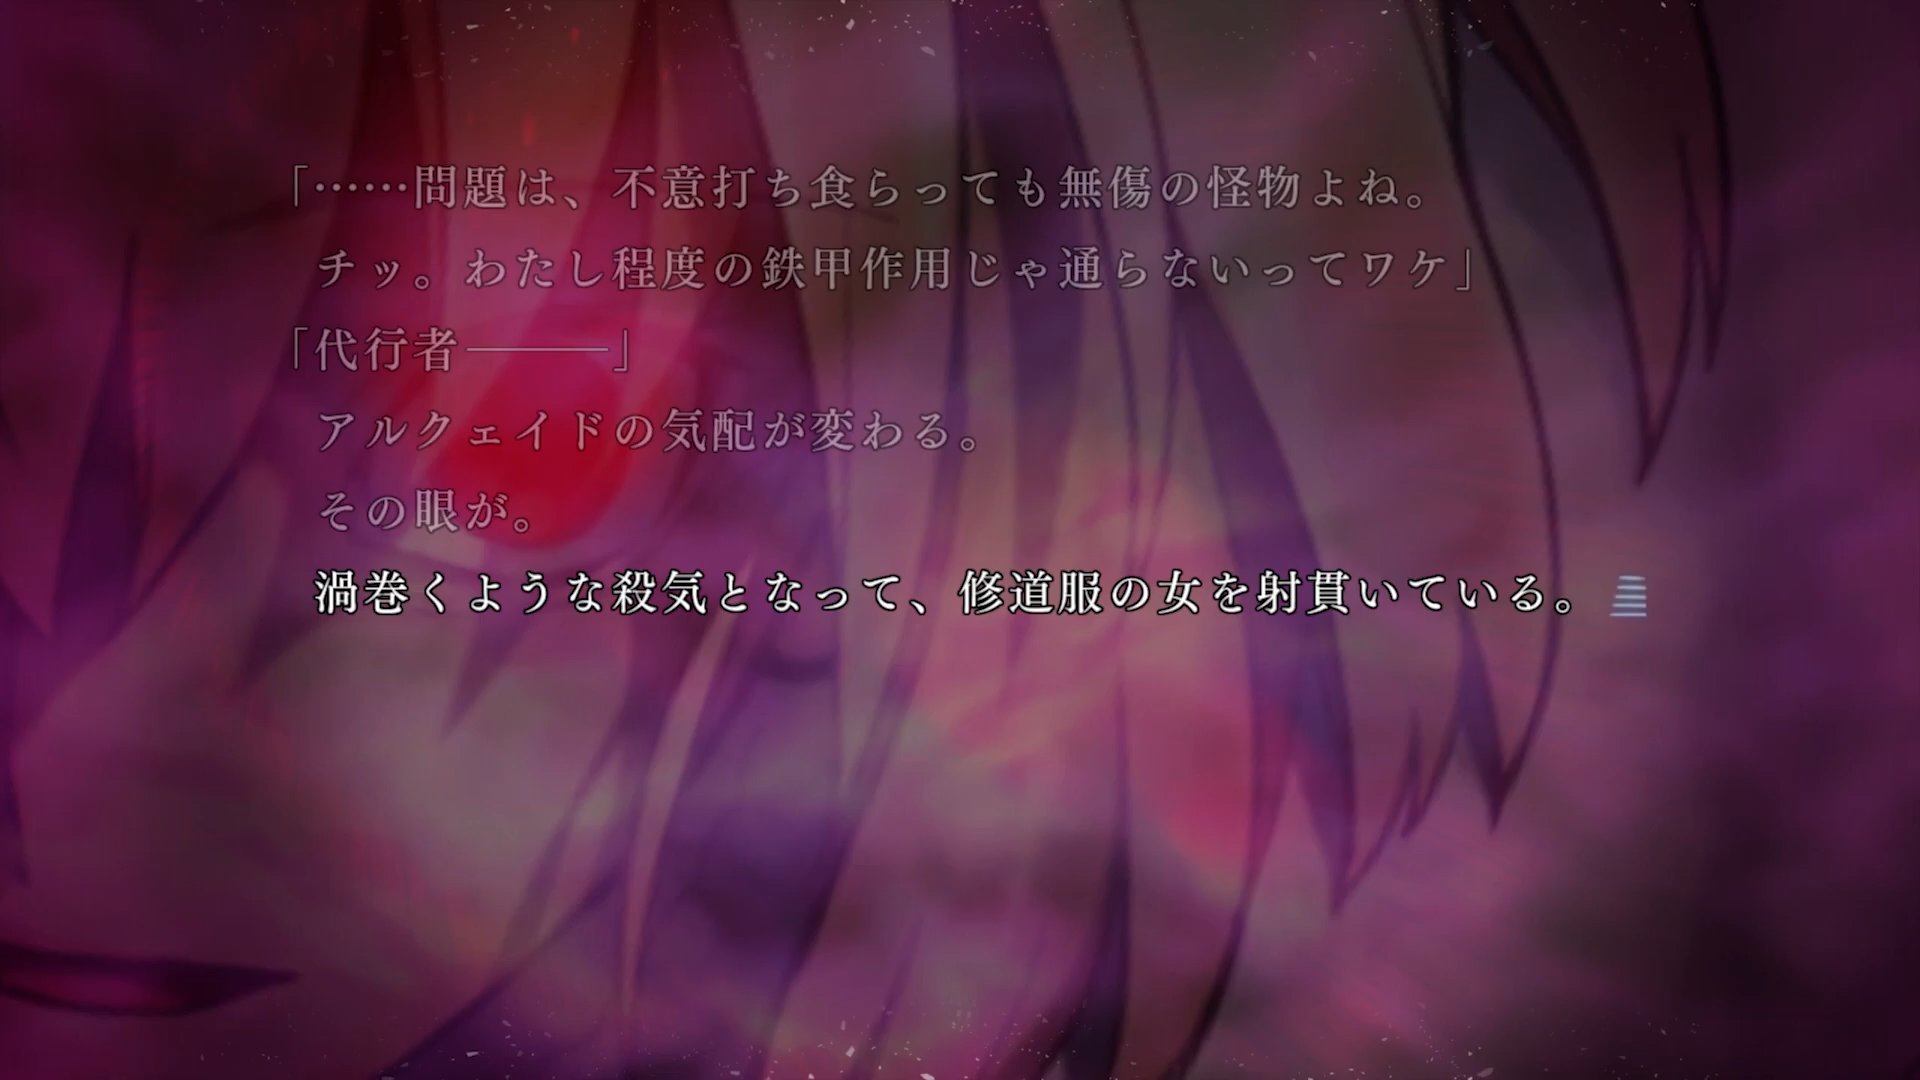 「……問題は、不意打ち食らっても無傷の怪物よね。
チッ。わたし程度の鉄甲作用じゃ通らないってワケ」
「代行者―――」
アルクェイドの気配が変わる。
その眼が。
渦巻くような殺気となって、修道服の女を射貫いている。